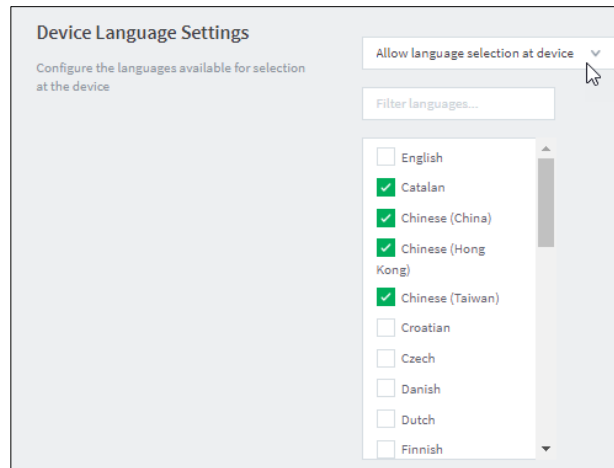 Device Language Settings
Configure the languages available for selection
at the device
Allow language selection at device
Filter languages...
English
Catalan
Chinese (China)
Chinese (Hong
Kong)
Chinese (Taiwan)
Croatian
Czech
Danish
Dutch
Finnish